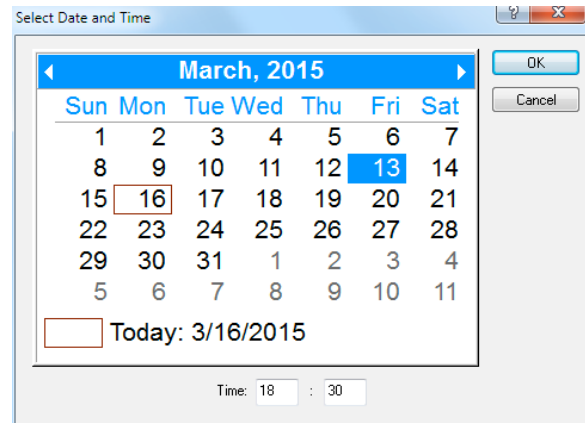 Select Date and Time
?
X
March, 2015
OK
Cancel
Sun Mon Tue Wed Thu Fri Sat
1 2 3 4 5 6 7
8 9 10 11 12 13 14
15 16 17 18 19 20 21
22 23 24 25 26 27 28
29 30 31 1 2 3 4
5 6 7 8 9 10 11
Today: 3/16/2015
Time: 18 : 30